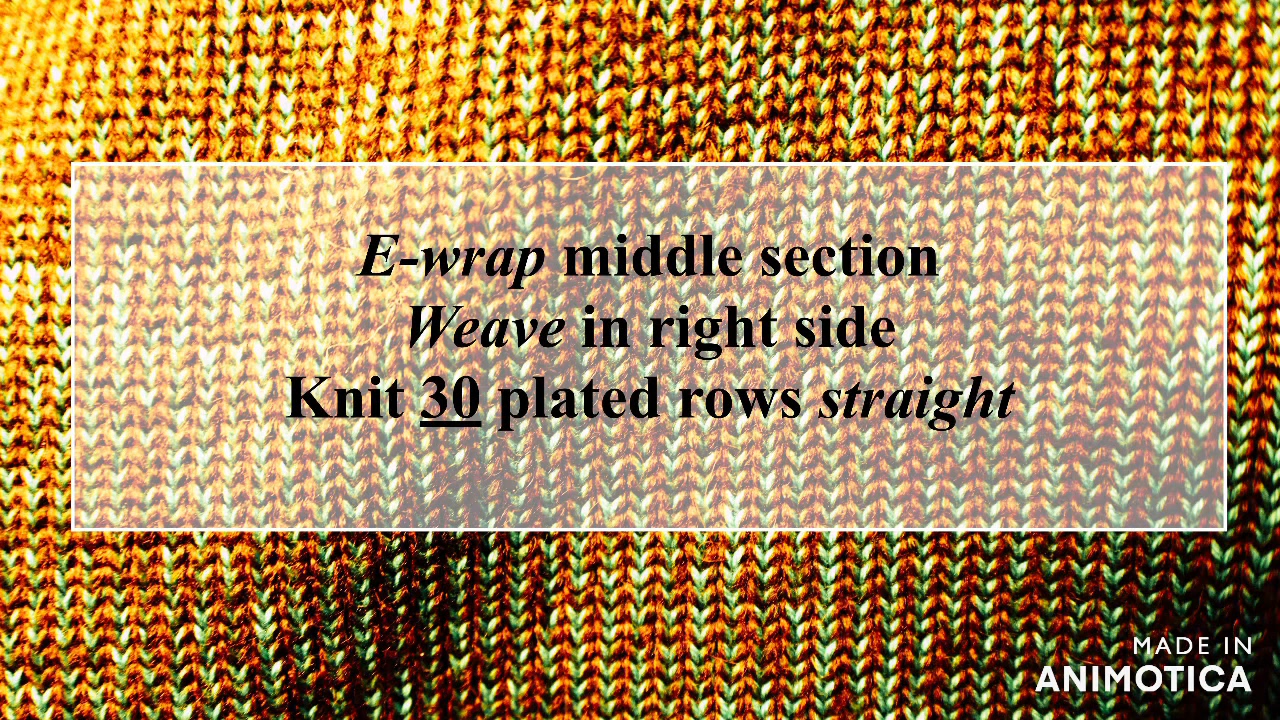 E-wrap middle section
Weave in right side
Knit 30 plated rows straight
MADE IN
ANIMOTICA